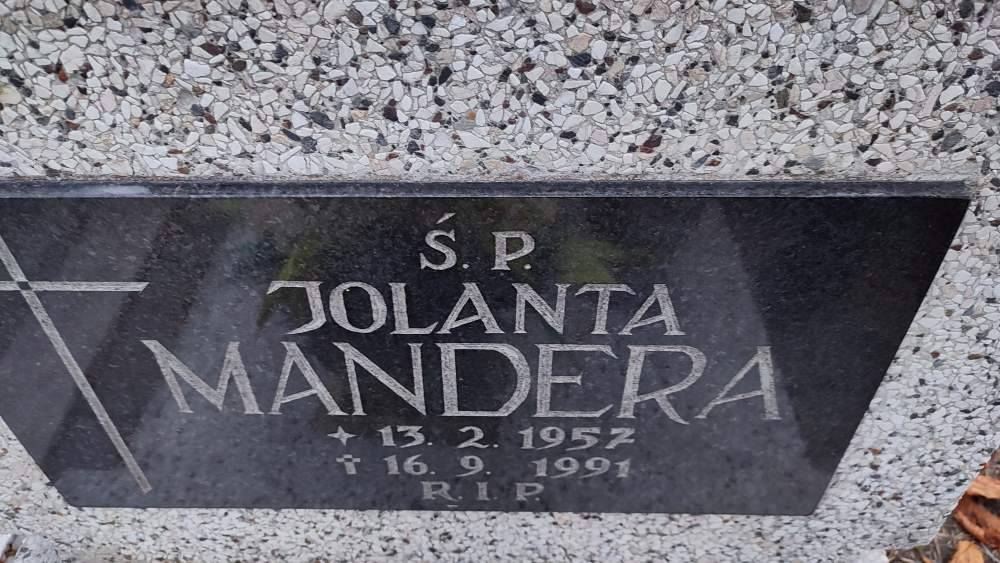 Ś. P.
JOLANTA
MANDERA
13. 2. 1957
16. 9. 1991
R. I. P.